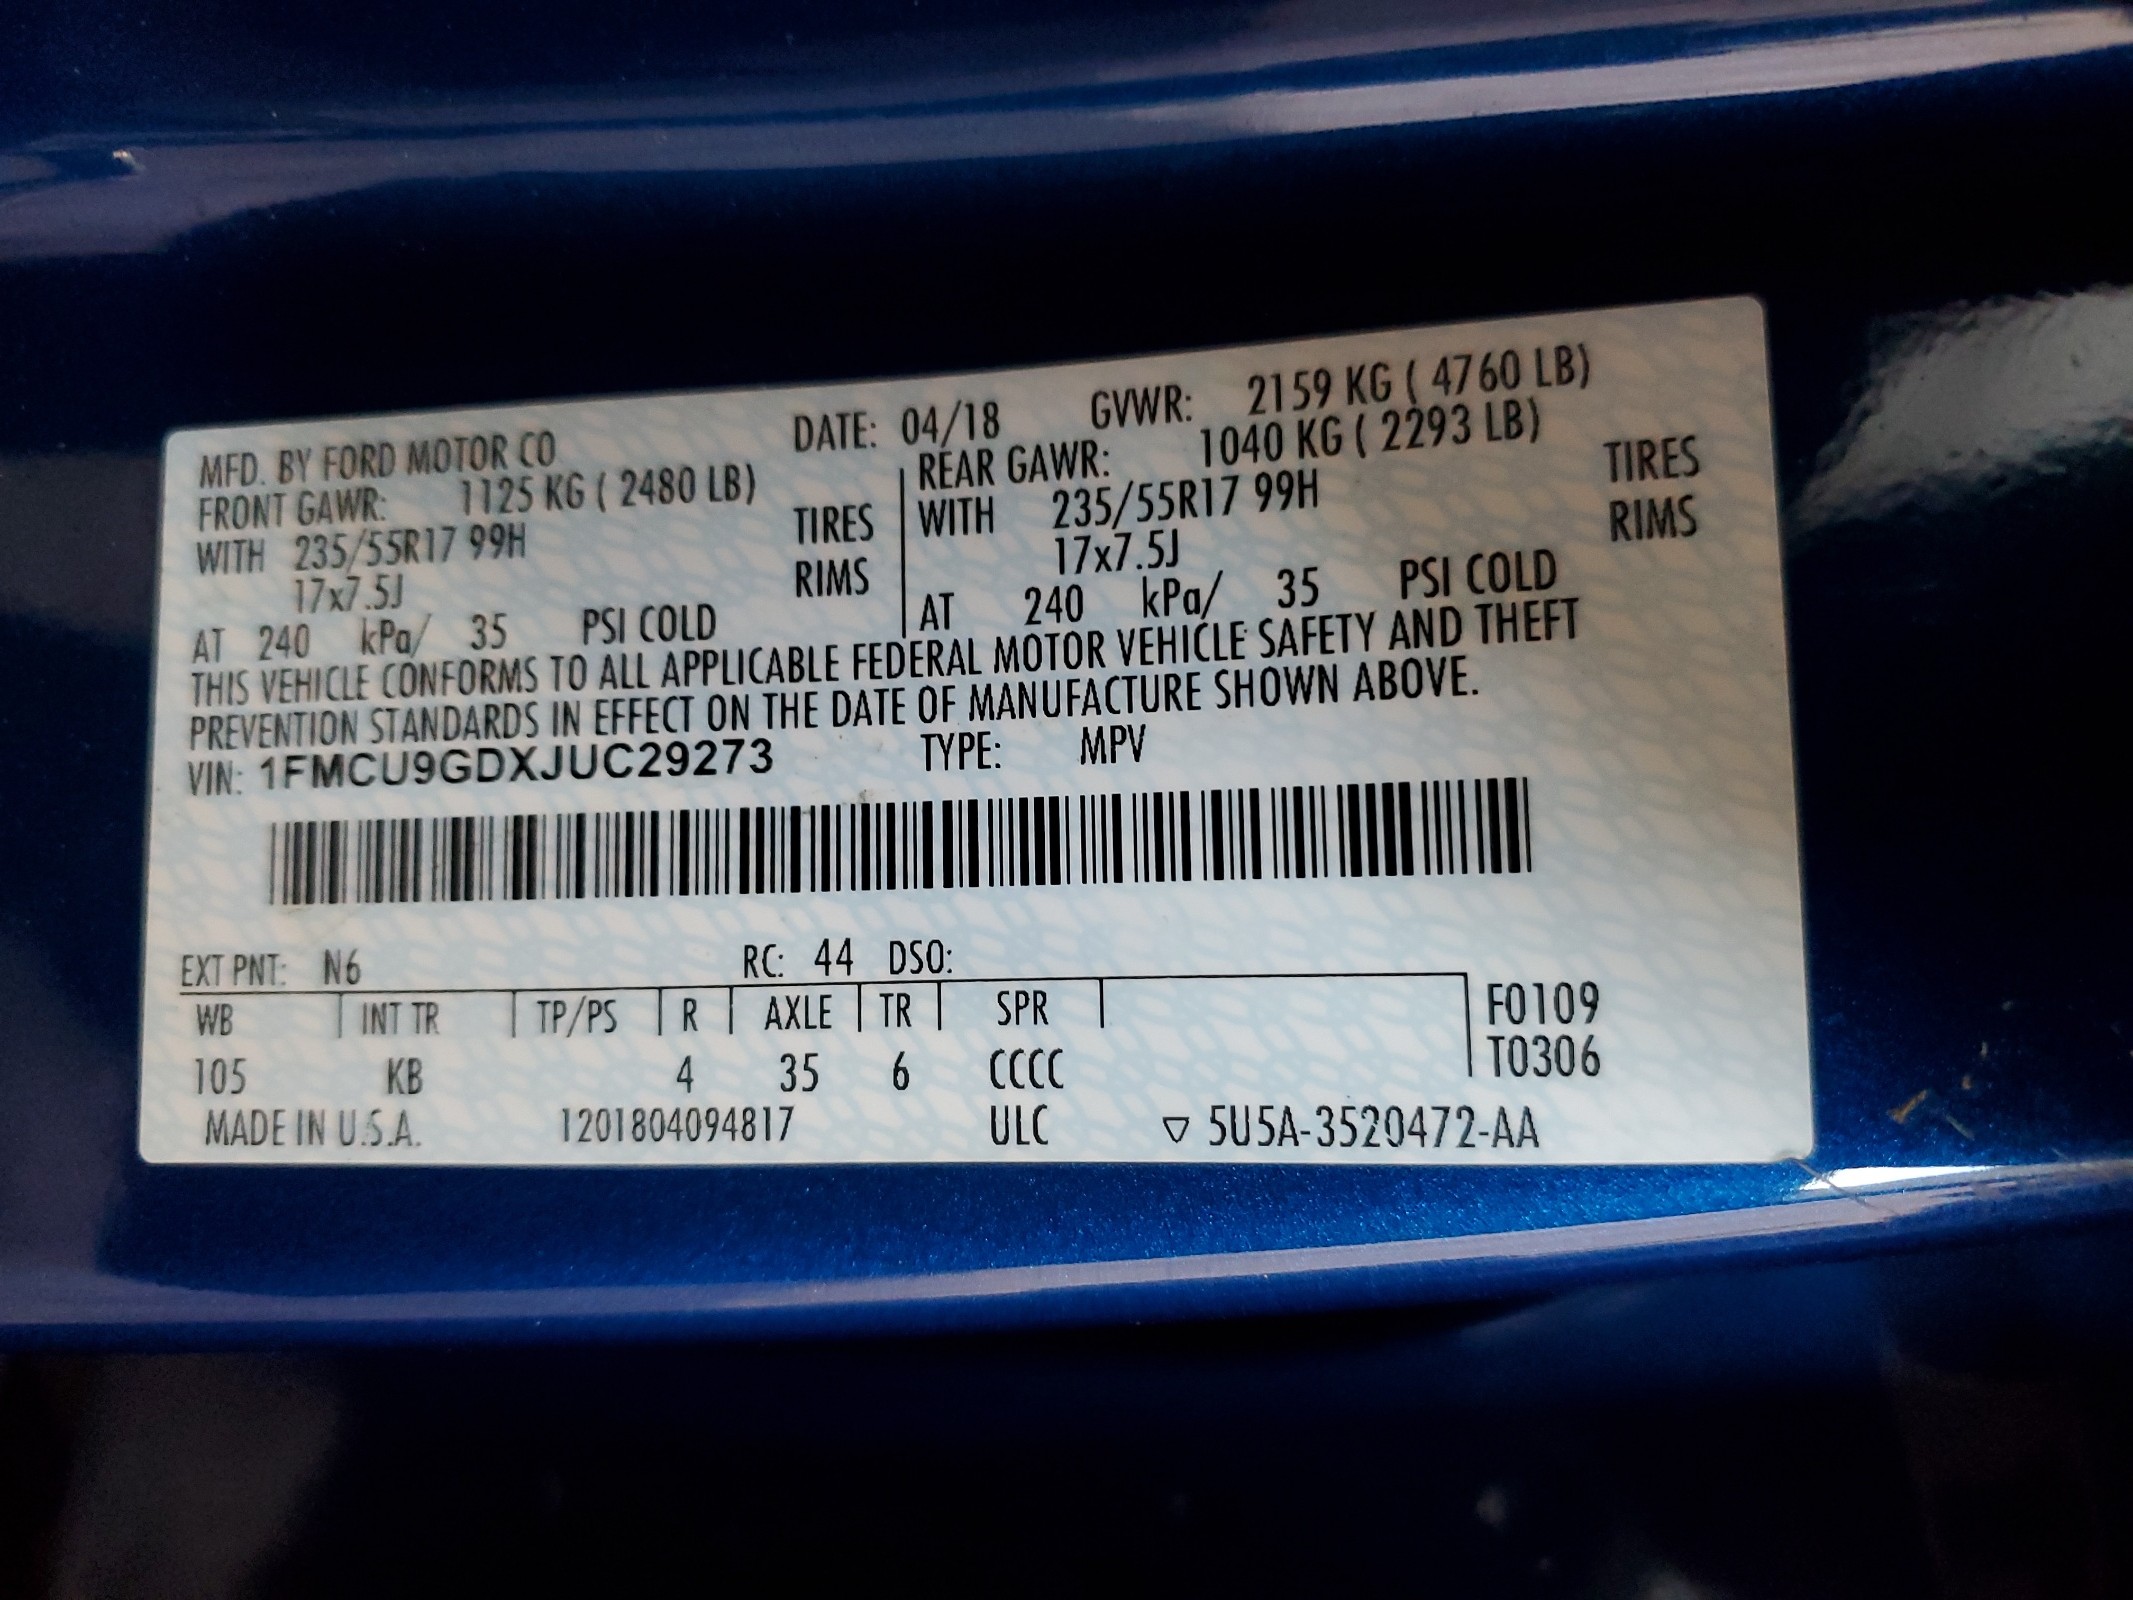 MFD. BY FORD MOTOR CO DATE: 04/18 GVWR: 2159 KG ( 4760 LB)
FRONT GAWR: 1125 KG ( 2480 LB) REAR GAWR: 1040 KG ( 2293 LB)
WITH 235/55R17 99H TIRES WITH 235/55R17 99H TIRES
17x7.5J RIMS 17x7.5J RIMS
AT 240 kPa/ 35 PSI COLD AT 240 kPa/ 35 PSI COLD
THIS VEHICLE CONFORMS TO ALL APPLICABLE FEDERAL MOTOR VEHICLE SAFETY AND THEFT
PREVENTION STANDARDS IN EFFECT ON THE DATE OF MANUFACTURE SHOWN ABOVE.
VIN: 1FMCU9GDXJUC29273 TYPE: MPV
EXT PNT: N6 RC: 44 DSO:
WB INT TR TP/PS R AXLE TR SPR F0109
105 KB 4 35 6 CCCC T0306
MADE IN U.S.A. 1201804094817 ULC ▽ 5U5A-3520472-AA